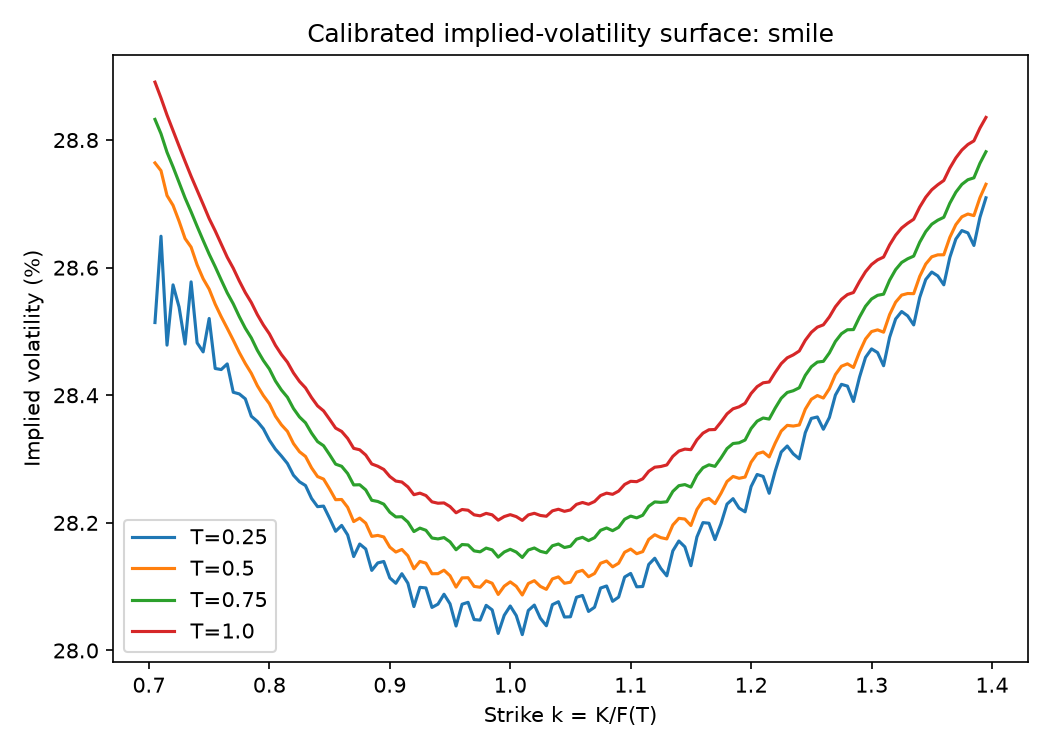 Calibrated implied-volatility surface: smile
Implied volatility (%)
28.8
28.6
28.4
28.2
28.0
T=0.25
T=0.5
T=0.75
T=1.0
0.7 0.8 0.9 1.0 1.1 1.2 1.3 1.4
Strike k = K/F(T)